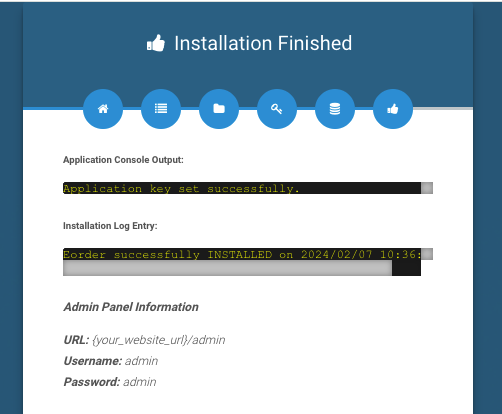 Installation Finished
Application Console Output:
Application key set successfully.
Installation Log Entry:
Eorder successfully INSTALLED on 2024/02/07 10:36:
Admin Panel Information
URL: {your_website_url}/admin
Username: admin
Password: admin